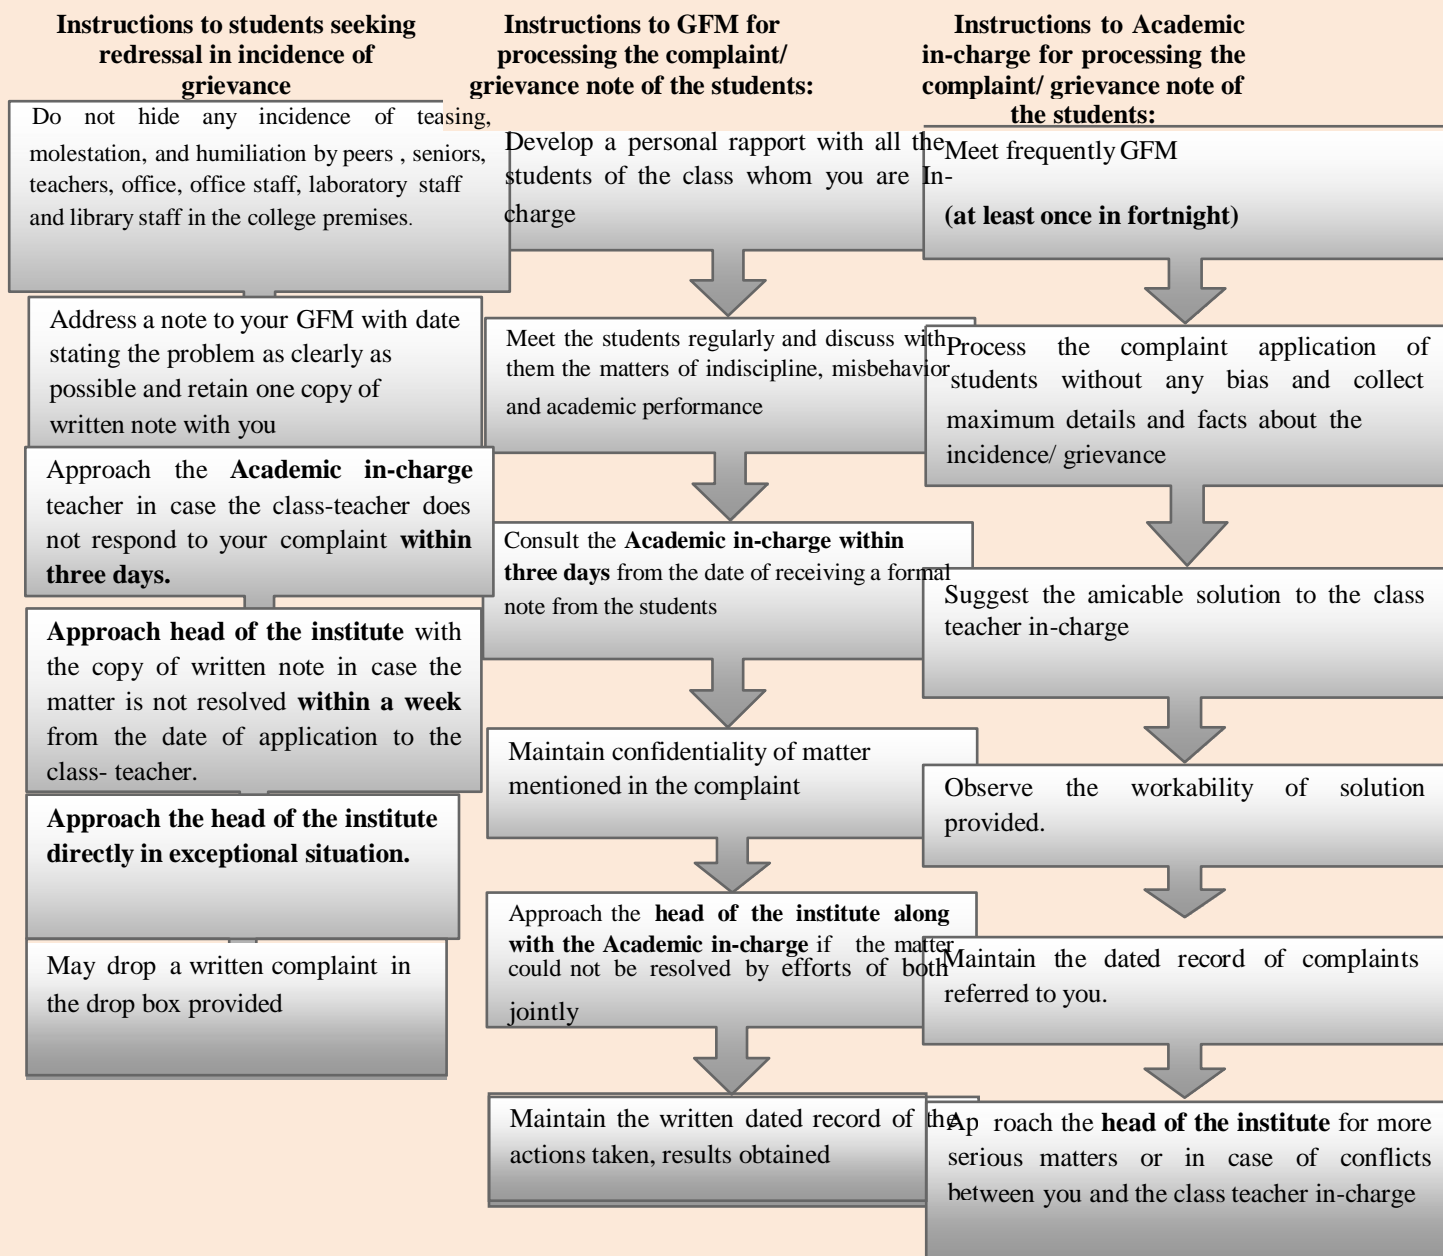 Instructions to students seeking
redressal in incidence of
grievance
Do not hide any incidence of teasing,
molestation, and humiliation by peers , seniors,
teachers, office, office staff, laboratory staff
and library staff in the college premises.
Address a note to your GFM with date
stating the problem as clearly as
possible and retain one copy of
written note with you
Approach the Academic in-charge
teacher in case the class-teacher does
not respond to your complaint within
three days.
Approach head of the institute with
the copy of written note in case the
matter is not resolved within a week
from the date of application to the
class- teacher.
Approach the head of the institute
directly in exceptional situation.
May drop a written complaint in
the drop box provided
Instructions to GFM for
processing the complaint/
grievance note of the students:
Develop a personal rapport with all the
students of the class whom you are In-
charge
Meet the students regularly and discuss with
them the matters of indiscipline, misbehavior
and academic performance
Consult the Academic in-charge within
three days from the date of receiving a formal
note from the students
Maintain confidentiality of matter
mentioned in the complaint
Approach the head of the institute along
with the Academic in-charge if the matter
could not be resolved by efforts of both
jointly
Maintain the written dated record of the
actions taken, results obtained
Instructions to Academic
in-charge for processing the
complaint/ grievance note of
the students:
Meet frequently GFM
(at least once in fortnight)
Process the complaint application of
students without any bias and collect
maximum details and facts about the
incidence/ grievance
Suggest the amicable solution to the class
teacher in-charge
Observe the workability of solution
provided.
Maintain the dated record of complaints
referred to you.
Ap roach the head of the institute for more
serious matters or in case of conflicts
between you and the class teacher in-charge